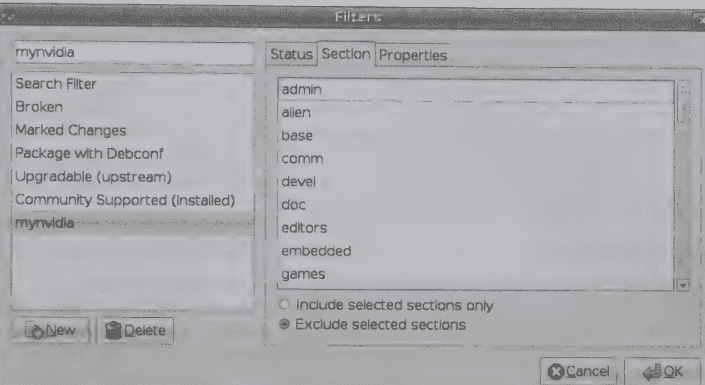 Filters
mynvidia
Search Filter
Broken
Marked Changes
Package with Debconf
Upgradable (upstream)
Community Supported (installed)
mynvidia
New
Delete
Status
Section
Properties
admin
alien
base
comm
devel
doc
editors
embedded
games
Include selected sections only
Exclude selected sections
Cancel
OK